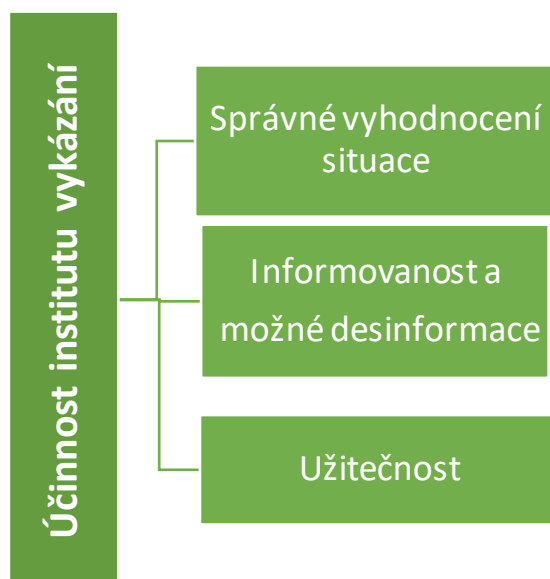 Účinnost institutu vykázání
Správné vyhodnocení
situace
Informovanost a
možné desinformace
Užitečnost